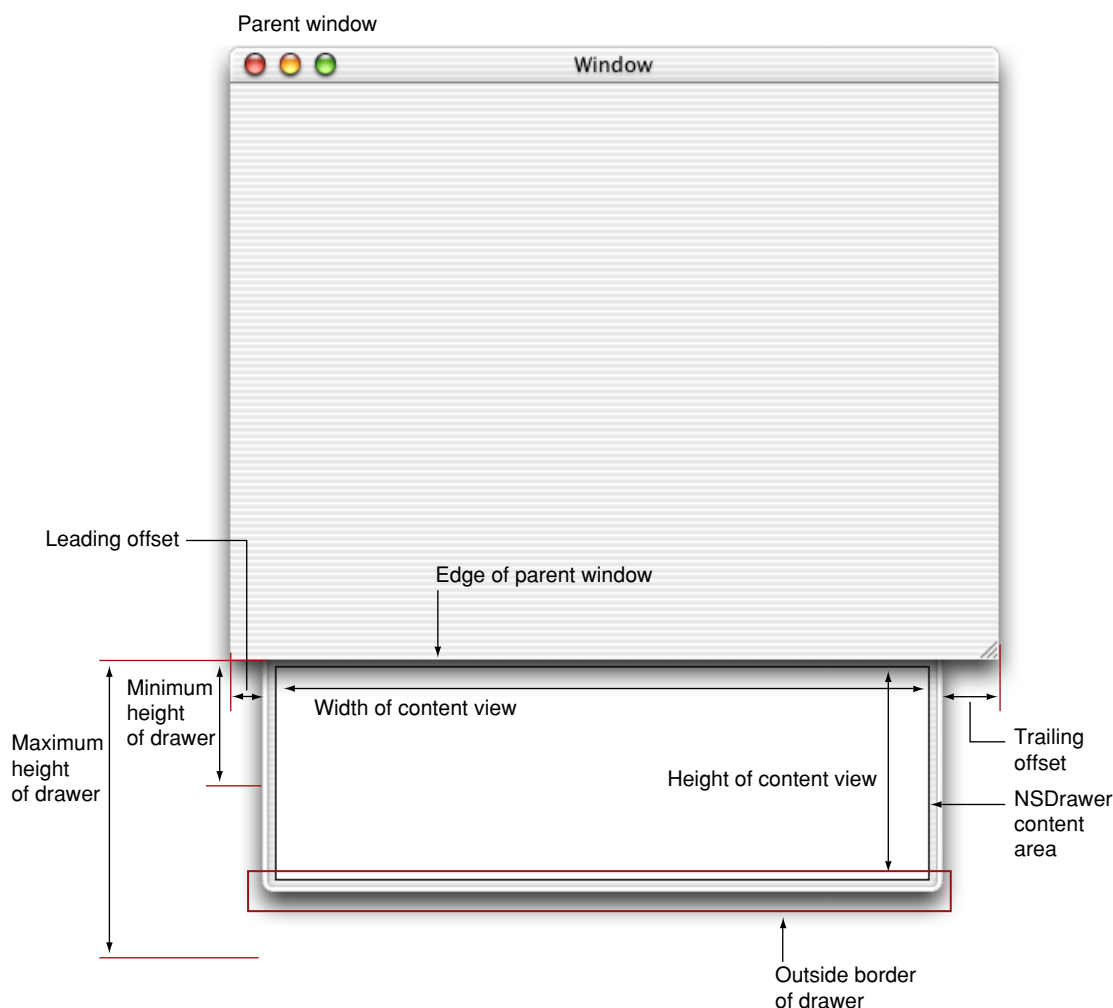 Parent window
Window
Leading offset
Edge of parent window
Minimum
height
of drawer
Width of content view
Maximum
height
of drawer
Height of content view
Trailing
offset
NSDrawer
content
area
Outside border
of drawer